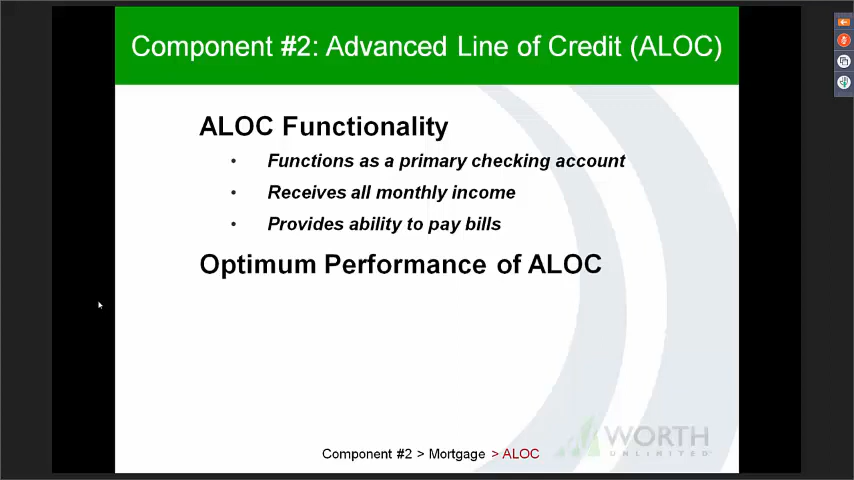 Component #2: Advanced Line of Credit (ALOC)
ALOC Functionality
• Functions as a primary checking account
• Receives all monthly income
• Provides ability to pay bills
Optimum Performance of ALOC
WORTH
UNLIMITED
Component #2 > Mortgage > ALOC